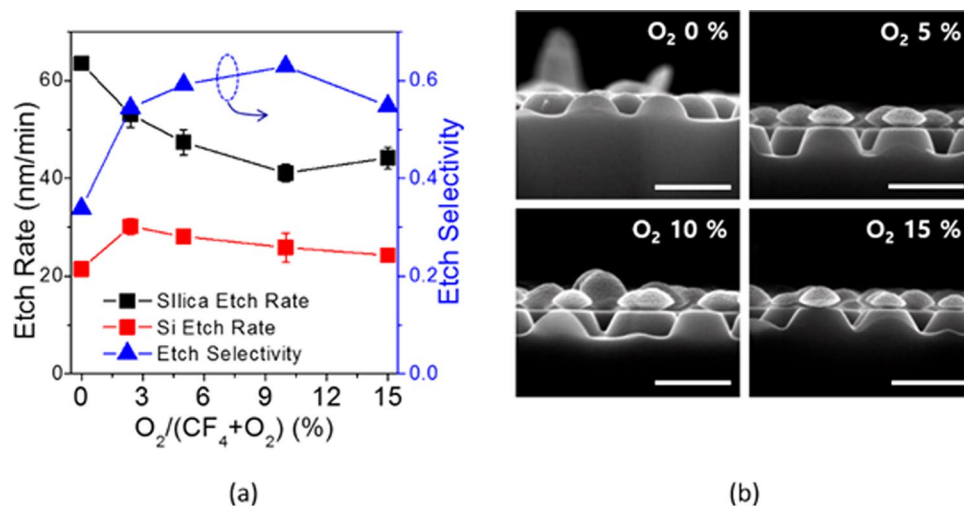 Etch Rate (nm/min)
60
40
20
0
0.6
0.4
0.2
0.0
Etch Selectivity
SIlica Etch Rate
Si Etch Rate
Etch Selectivity
0 3 6 9 12 15
O₂/(CF₄+O₂) (%)
(a)
O₂ 0 %
O₂ 5 %
O₂ 10 %
O₂ 15 %
(b)